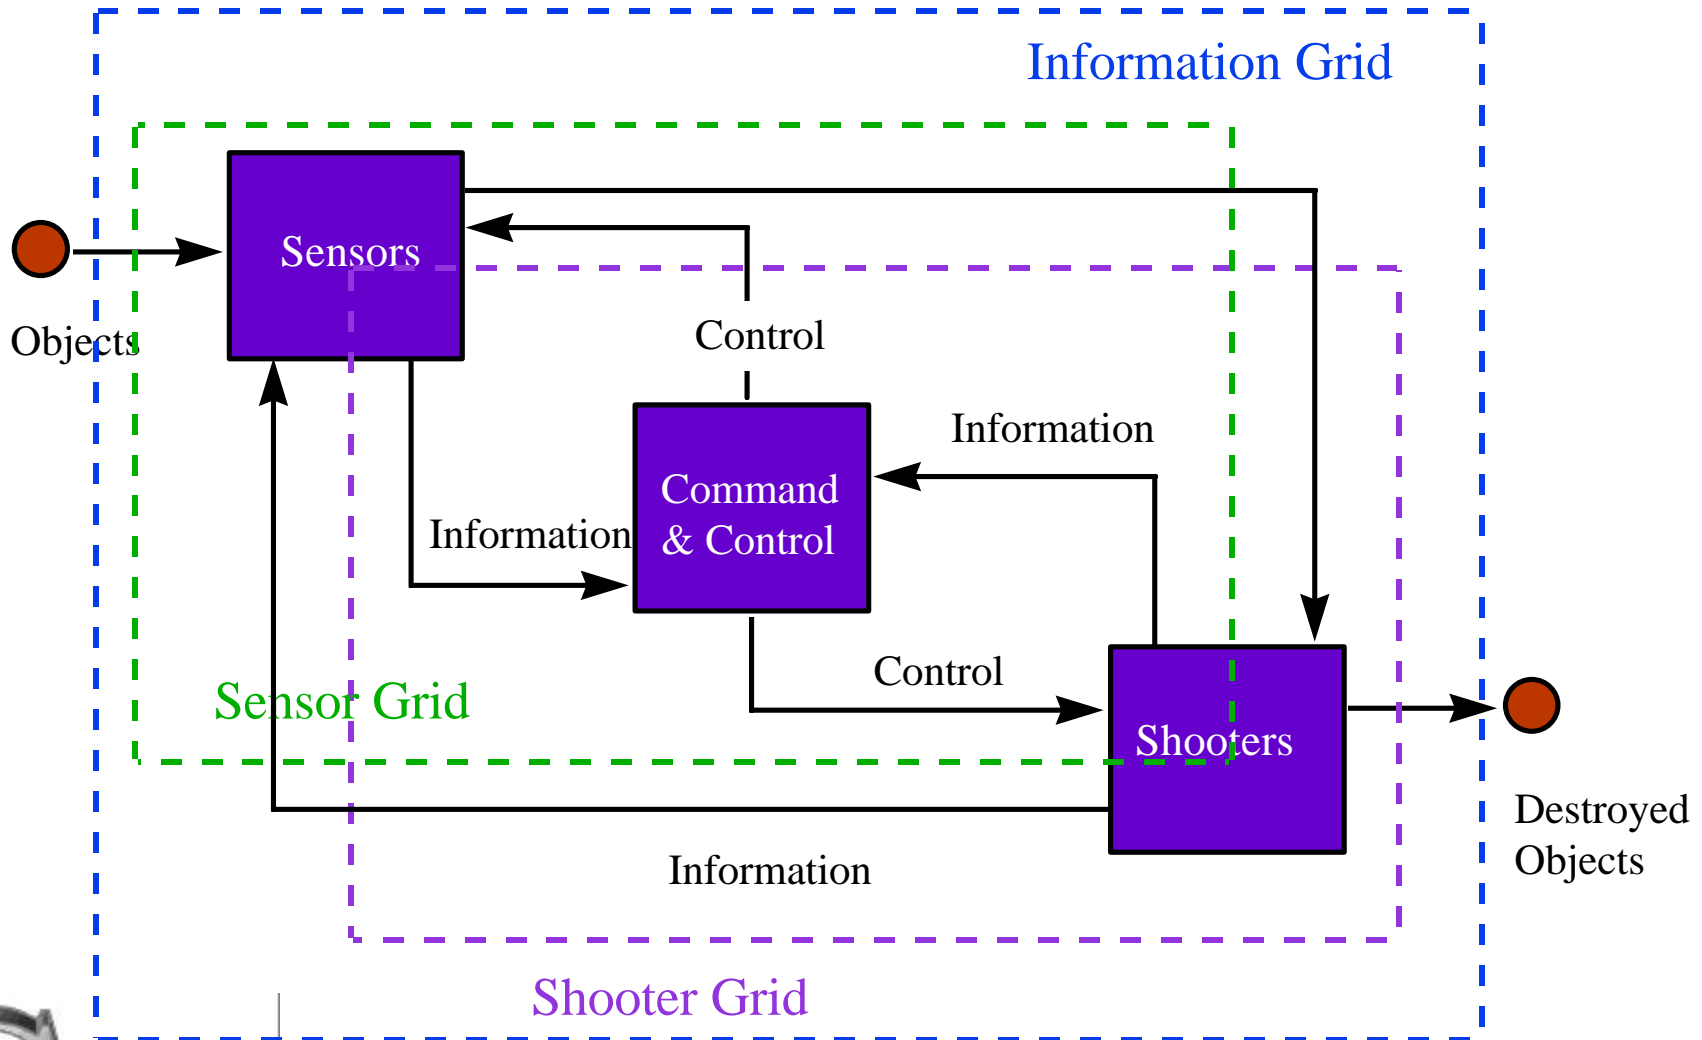 Information Grid
Sensors
Objects
Control
Information
Command
& Control
Information
Control
Sensor Grid
Shooters
Destroyed
Objects
Information
Shooter Grid